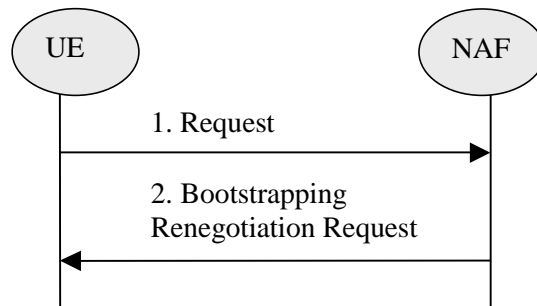 UE
NAF
1. Request
2. Bootstrapping
Renegotiation Request